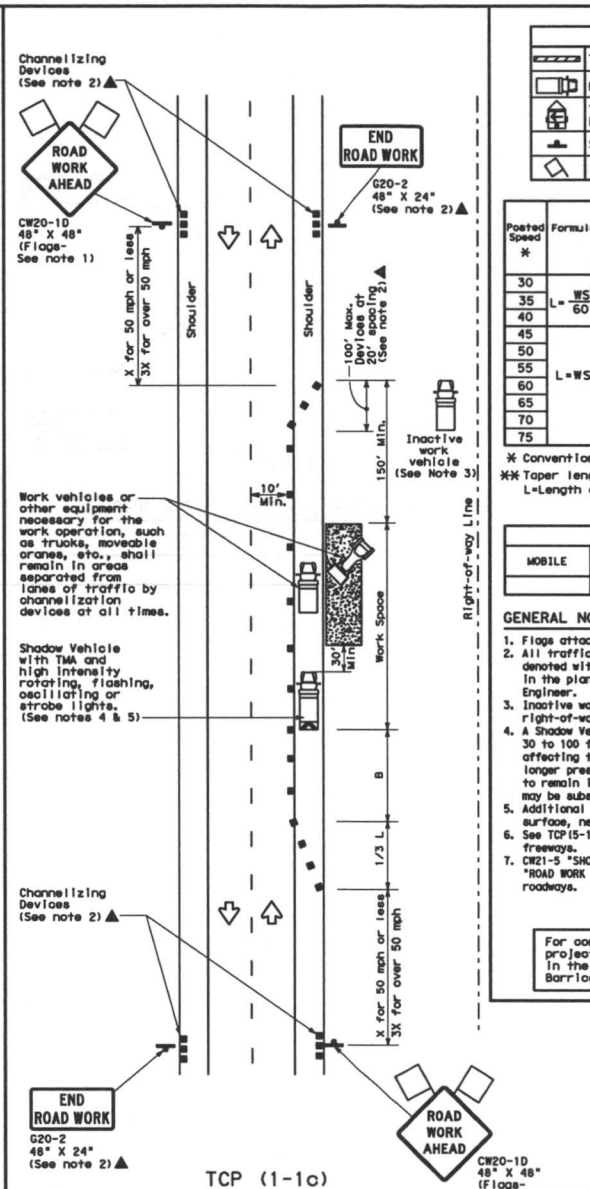 Channelizing
Devices
(See note 2)▲
ROAD
WORK
AHEAD
CW20-1D
48" X 48"
(Flags-
See note 1)
END
ROAD WORK
G20-2
48" X 24"
(See note 2)▲
X for 50 mph or less
3X for over 50 mph
Shoulder
Shoulder
100' Max.
Devices at
20' spacing
(See note 2)▲
150' Min.
Inactive
work
vehicle
(See Note 3)
Right-of-way Line
10'
Min.
Work vehicles or
other equipment
necessary for the
work operation, such
as trucks, moveable
cranes, etc., shall
remain in areas
separated from
lanes of traffic by
channelization
devices at all times.
Work Space
30'
Min
Shadow Vehicle
with TMA and
high intensity
rotating, flashing,
oscillating or
strobe lights.
(See notes 4 & 5)
B
1/3 L
Channelizing
Devices
(See note 2)▲
X for 50 mph or less
3X for over 50 mph
END
ROAD WORK
G20-2
48" X 24"
(See note 2)▲
ROAD
WORK
AHEAD
CW20-1D
48" X 48"
(Flags-
TCP (1-1c)
Posted
Speed
*
Formul
30
35
40
L= WS
60
45
50
55
60
65
70
75
L=WS
* Convention
** Taper leng
L=Length
MOBILE
GENERAL NO
1. Flags attac
2. All traffic
denoted wit
in the plan
Engineer.
3. Inactive wo
right-of-wa
4. A Shadow Ve
30 to 100 f
affecting t
longer pres
to remain i
may be subs
5. Additional
surface, ne
6. See TCP(5-1
freeways.
7. CW21-5 "SHO
"ROAD WORK
roadways.
For con
project
in the
Barrica